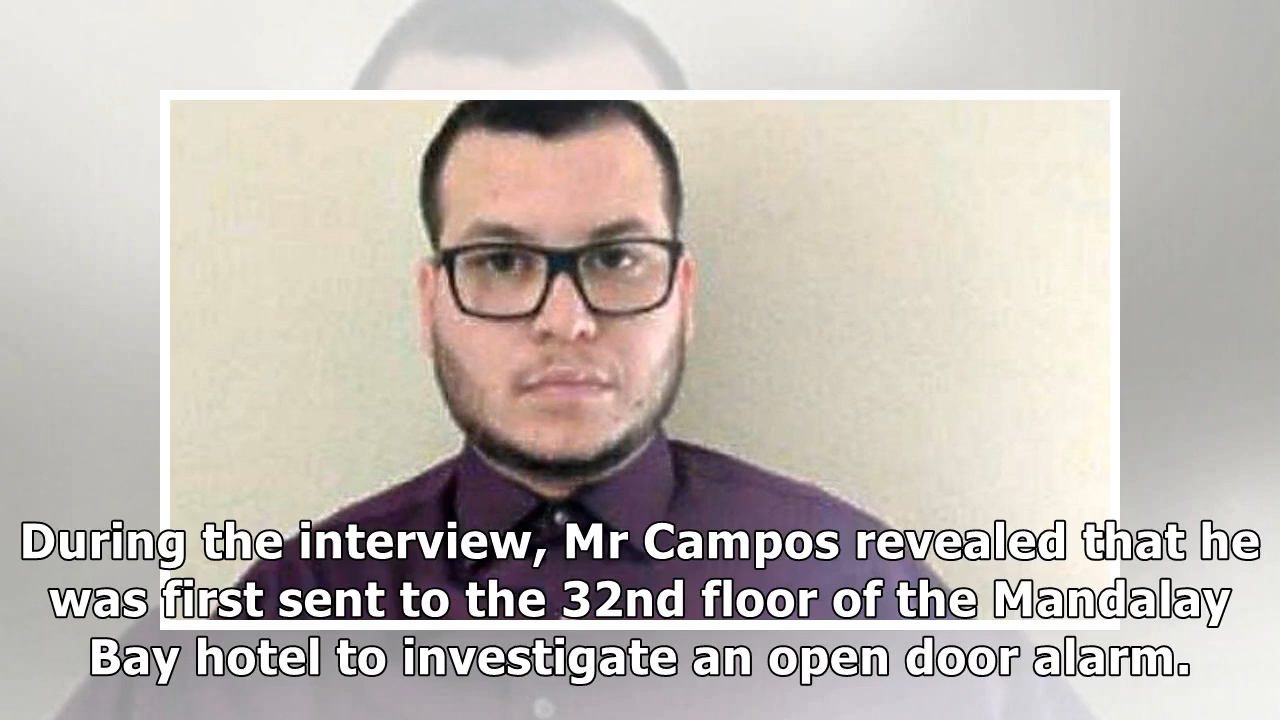 During the interview, Mr Campos revealed that he
was first sent to the 32nd floor of the Mandalay
Bay hotel to investigate an open door alarm.